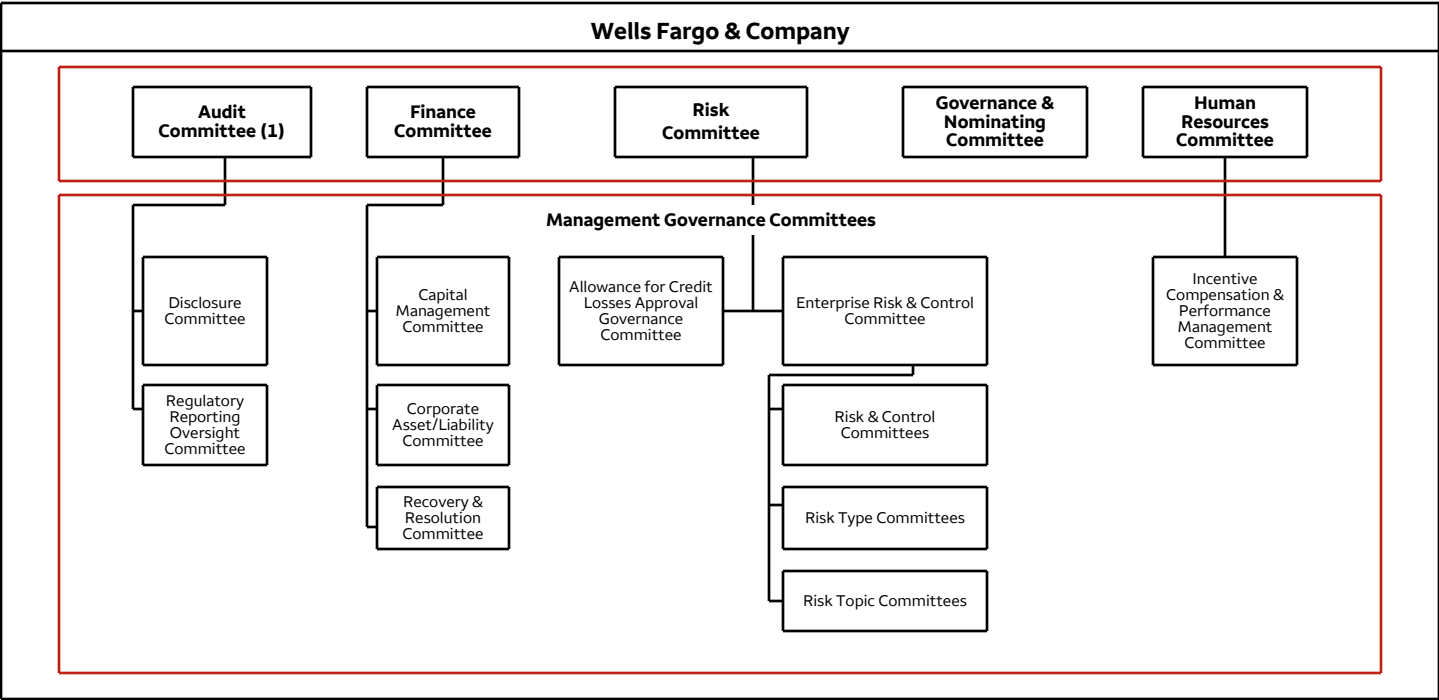 Wells Fargo & Company
Audit
Committee (1)
Finance
Committee
Risk
Committee
Governance &
Nominating
Committee
Human
Resources
Committee
Management Governance Committees
Disclosure
Committee
Capital
Management
Committee
Allowance for Credit
Losses Approval
Governance
Committee
Enterprise Risk & Control
Committee
Incentive
Compensation &
Performance
Management
Committee
Regulatory
Reporting
Oversight
Committee
Corporate
Asset/Liability
Committee
Risk & Control
Committees
Recovery &
Resolution
Committee
Risk Type Committees
Risk Topic Committees